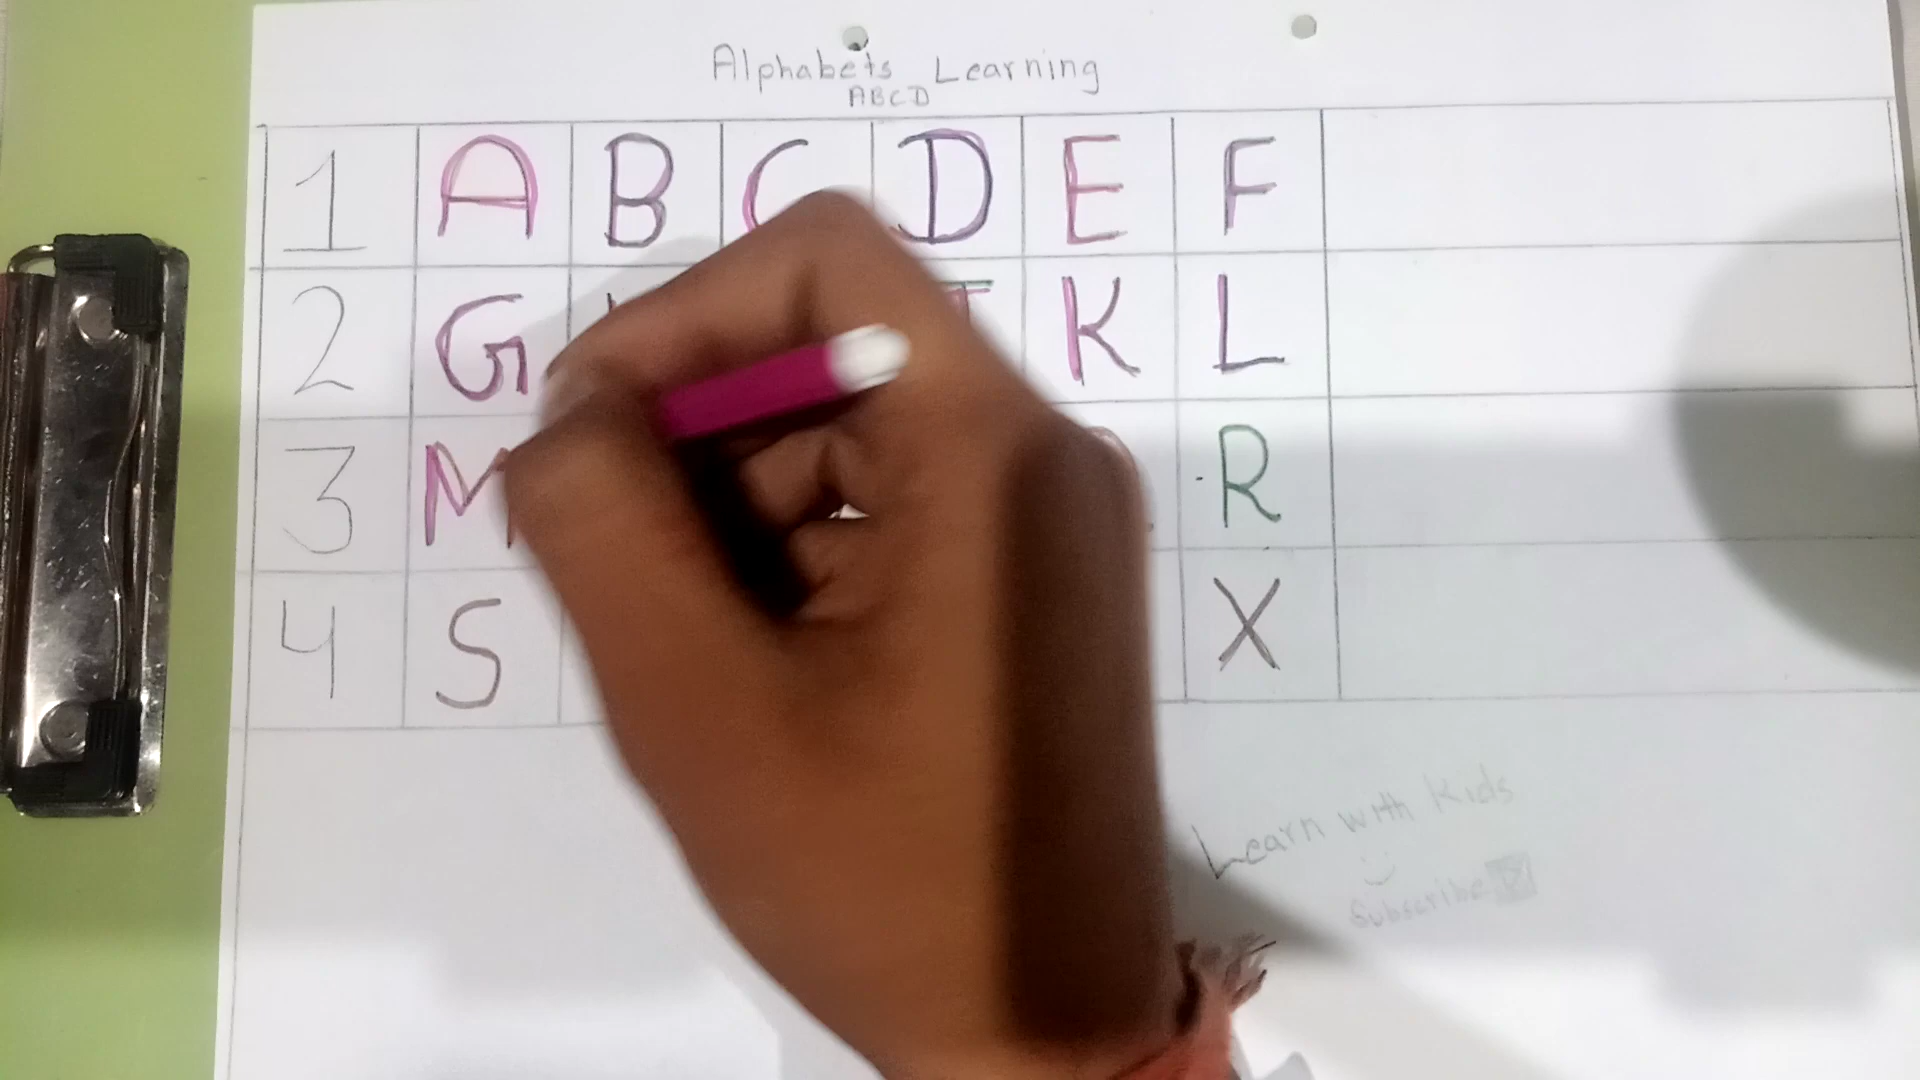 Alphabets Learning
ABCD
1 A B C D E F
2 G K L
3 M R
4 S X
Learn with Kids
Subscribe